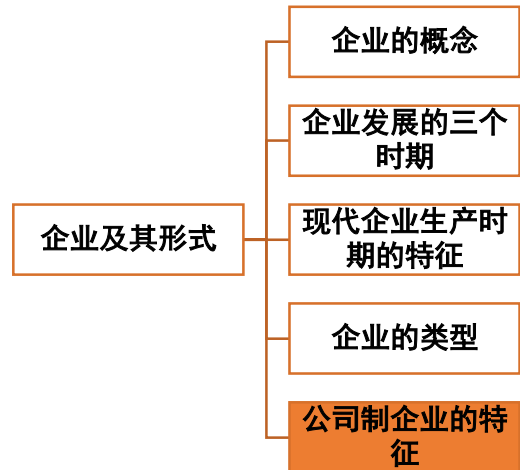 企业的概念
企业发展的三个
时期
企业及其形式
现代企业生产时
期的特征
企业的类型
公司制企业的特
征